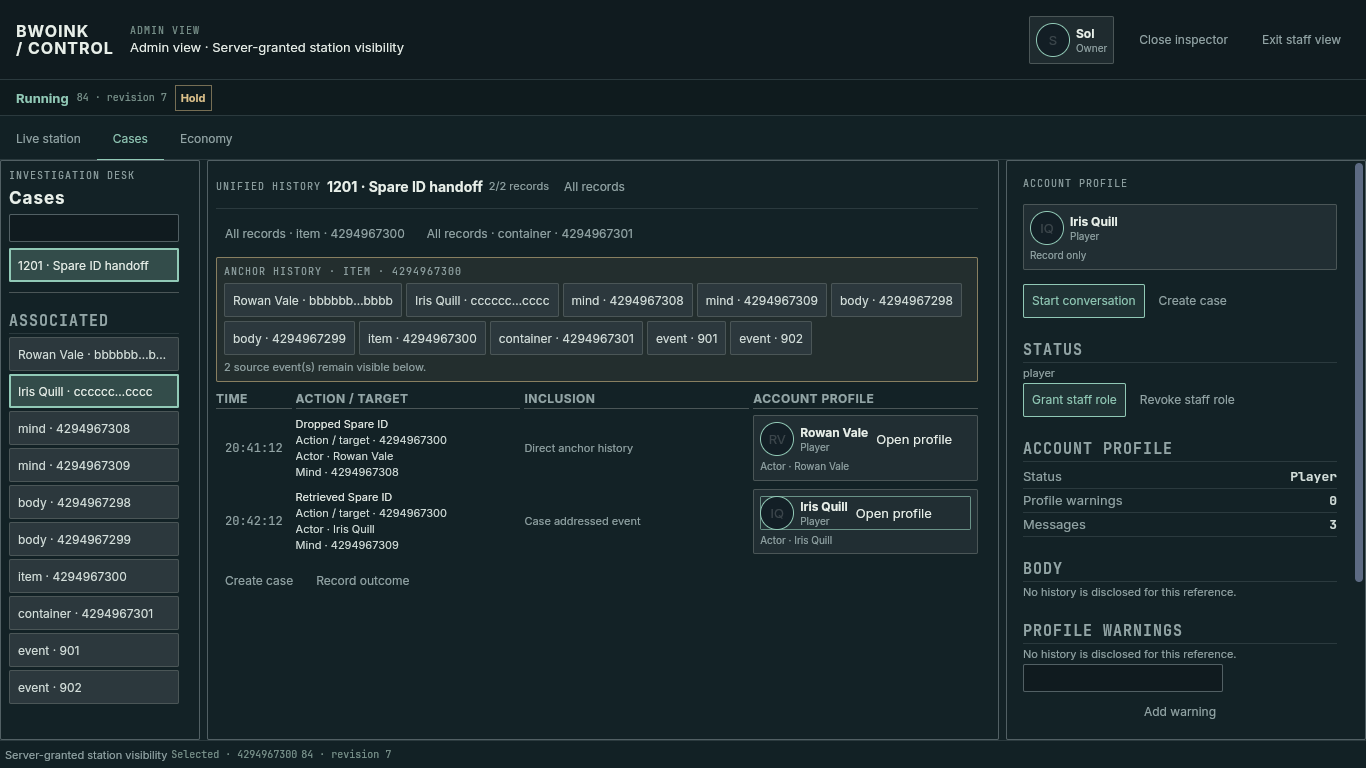 BWOINK
/ CONTROL
ADMIN VIEW
Admin view · Server-granted station visibility
S
Sol
Owner
Close inspector
Exit staff view
Running 84 · revision 7 Hold
Live station
Cases
Economy
INVESTIGATION DESK
Cases
1201 · Spare ID handoff
ASSOCIATED
Rowan Vale · bbbbbb…b…
Iris Quill · cccccc…cccc
mind · 4294967308
mind · 4294967309
body · 4294967298
body · 4294967299
item · 4294967300
container · 4294967301
event · 901
event · 902
UNIFIED HISTORY 1201 · Spare ID handoff 2/2 records All records
All records · item · 4294967300
All records · container · 4294967301
ANCHOR HISTORY · ITEM · 4294967300
Rowan Vale · bbbbbb…bbbb
Iris Quill · cccccc…cccc
mind · 4294967308
mind · 4294967309
body · 4294967298
body · 4294967299
item · 4294967300
container · 4294967301
event · 901
event · 902
2 source event(s) remain visible below.
TIME
ACTION / TARGET
INCLUSION
ACCOUNT PROFILE
20:41:12
Dropped Spare ID
Action / target · 4294967300
Actor · Rowan Vale
Mind · 4294967308
Direct anchor history
RV
Rowan Vale
Player
Open profile
Actor · Rowan Vale
20:42:12
Retrieved Spare ID
Action / target · 4294967300
Actor · Iris Quill
Mind · 4294967309
Case addressed event
IQ
Iris Quill
Player
Open profile
Actor · Iris Quill
Create case
Record outcome
ACCOUNT PROFILE
IQ
Iris Quill
Player
Record only
Start conversation
Create case
STATUS
player
Grant staff role
Revoke staff role
ACCOUNT PROFILE
Status Player
Profile warnings 0
Messages 3
BODY
No history is disclosed for this reference.
PROFILE WARNINGS
No history is disclosed for this reference.
Add warning
Server-granted station visibility Selected · 4294967300 84 · revision 7